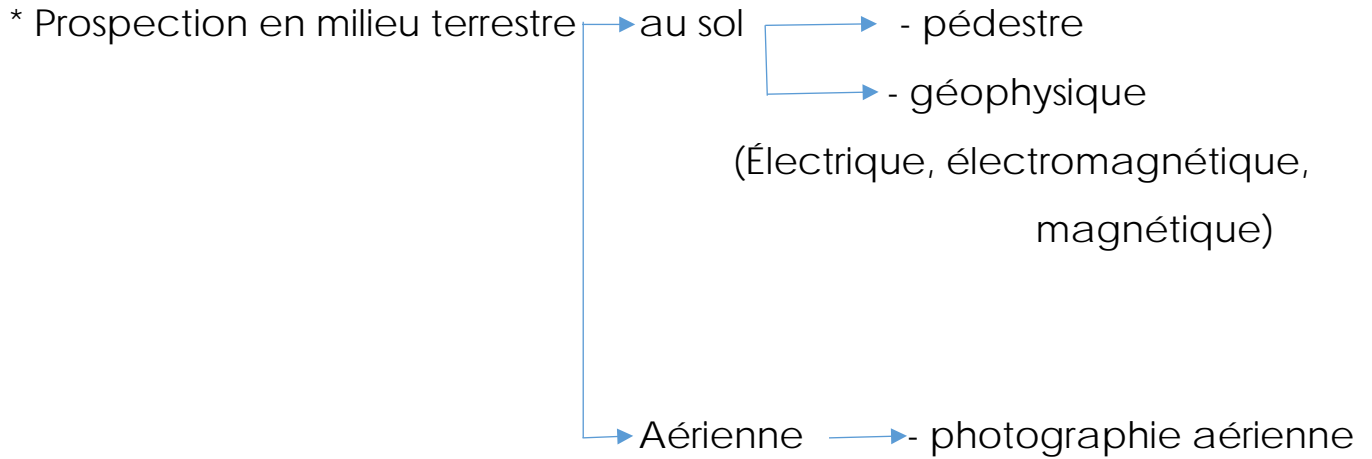 * Prospection en milieu terrestre au sol - pédestre
- géophysique
(Électrique, électromagnétique,
magnétique)
Aérienne - photographie aérienne